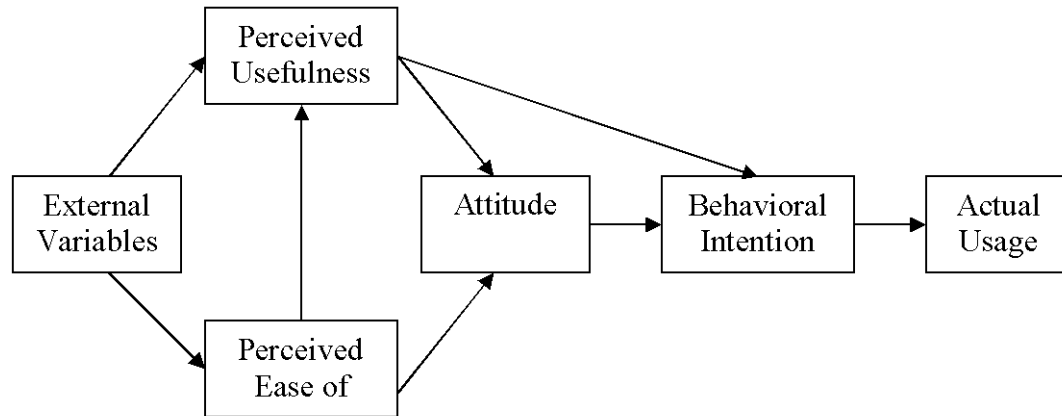 Perceived
Usefulness
External
Variables
Attitude
Behavioral
Intention
Actual
Usage
Perceived
Ease of